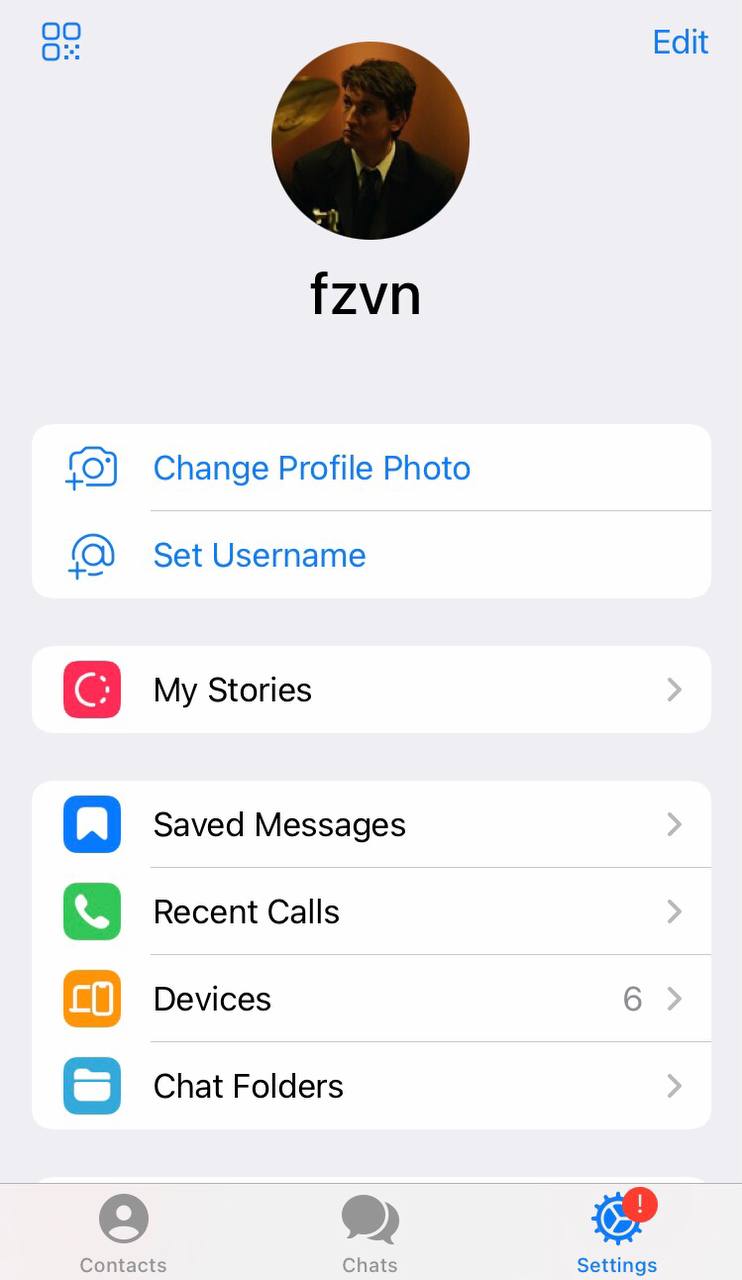 Edit
fzvn
Change Profile Photo
Set Username
My Stories
Saved Messages
Recent Calls
Devices 6
Chat Folders
!
Contacts Chats Settings